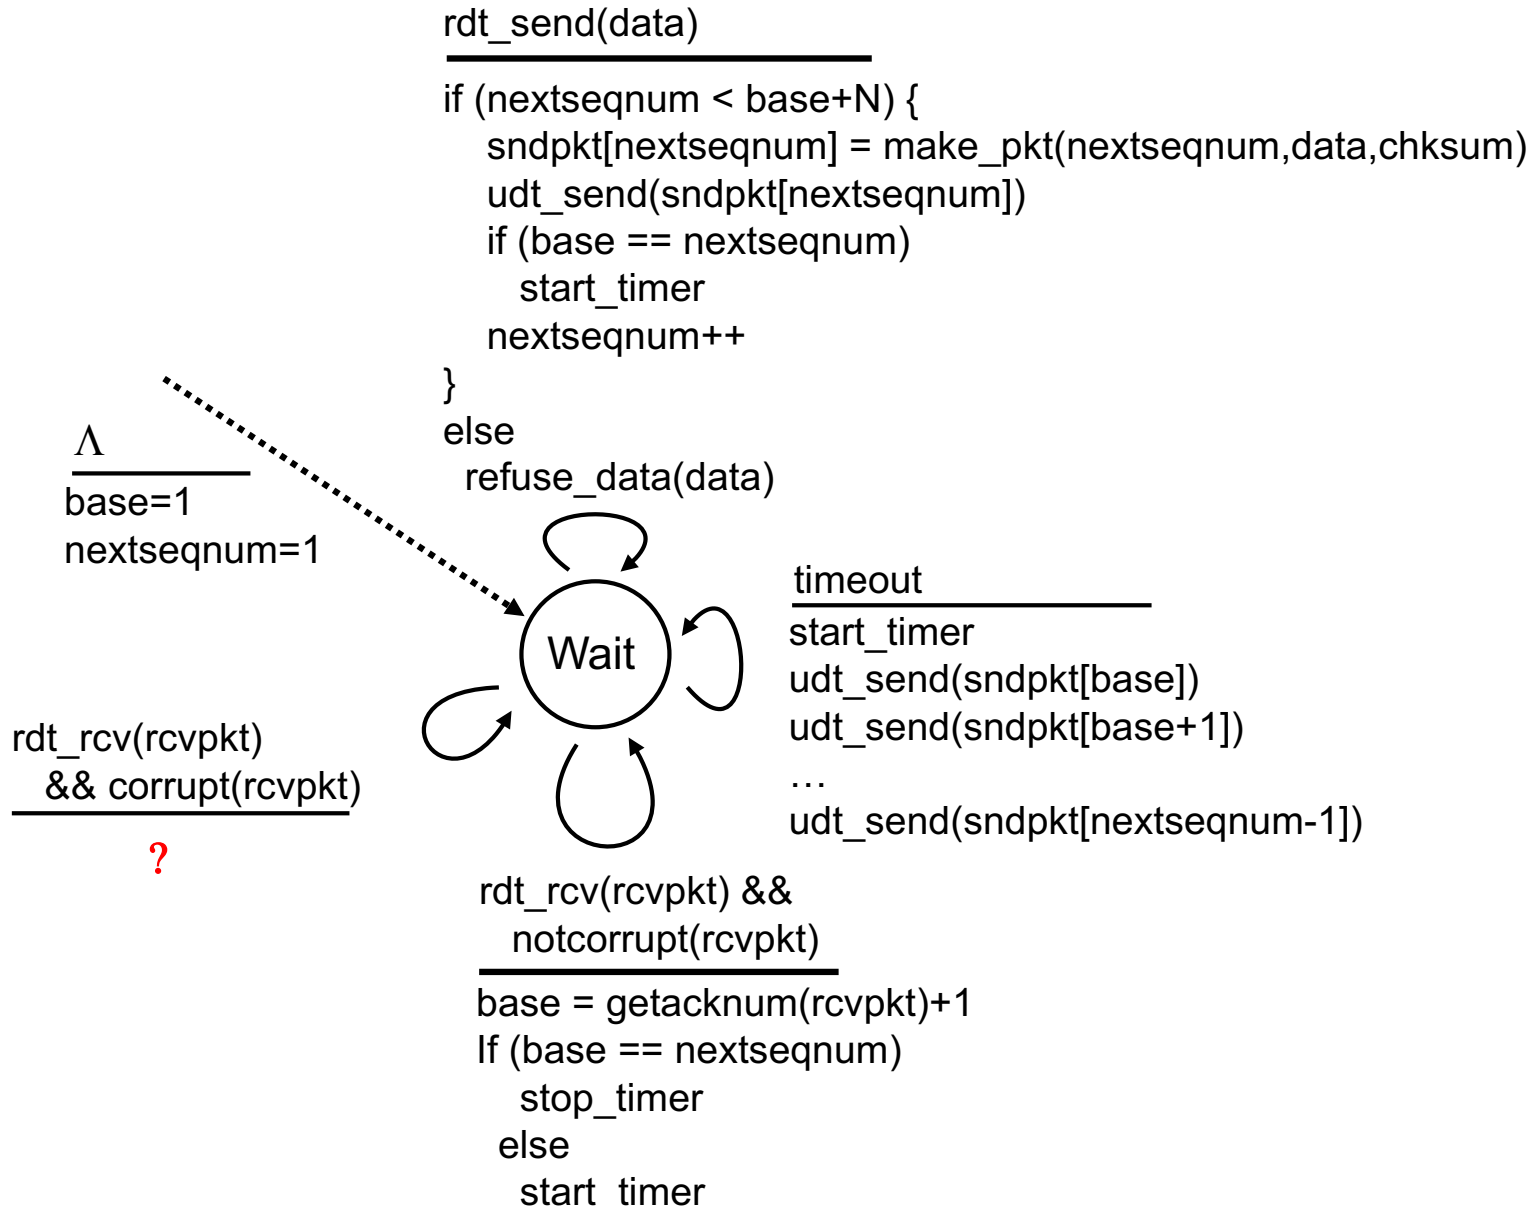 rdt_send(data)
if (nextseqnum < base+N) {
sndpkt[nextseqnum] = make_pkt(nextseqnum,data,chksum)
udt_send(sndpkt[nextseqnum])
if (base == nextseqnum)
start_timer
nextseqnum++
}
else
refuse_data(data)
Λ
base=1
nextseqnum=1
Wait
timeout
start_timer
udt_send(sndpkt[base])
udt_send(sndpkt[base+1])
…
udt_send(sndpkt[nextseqnum-1])
rdt_rcv(rcvpkt)
&& corrupt(rcvpkt)
?
rdt_rcv(rcvpkt) &&
notcorrupt(rcvpkt)
base = getacknum(rcvpkt)+1
If (base == nextseqnum)
stop_timer
else
start_timer